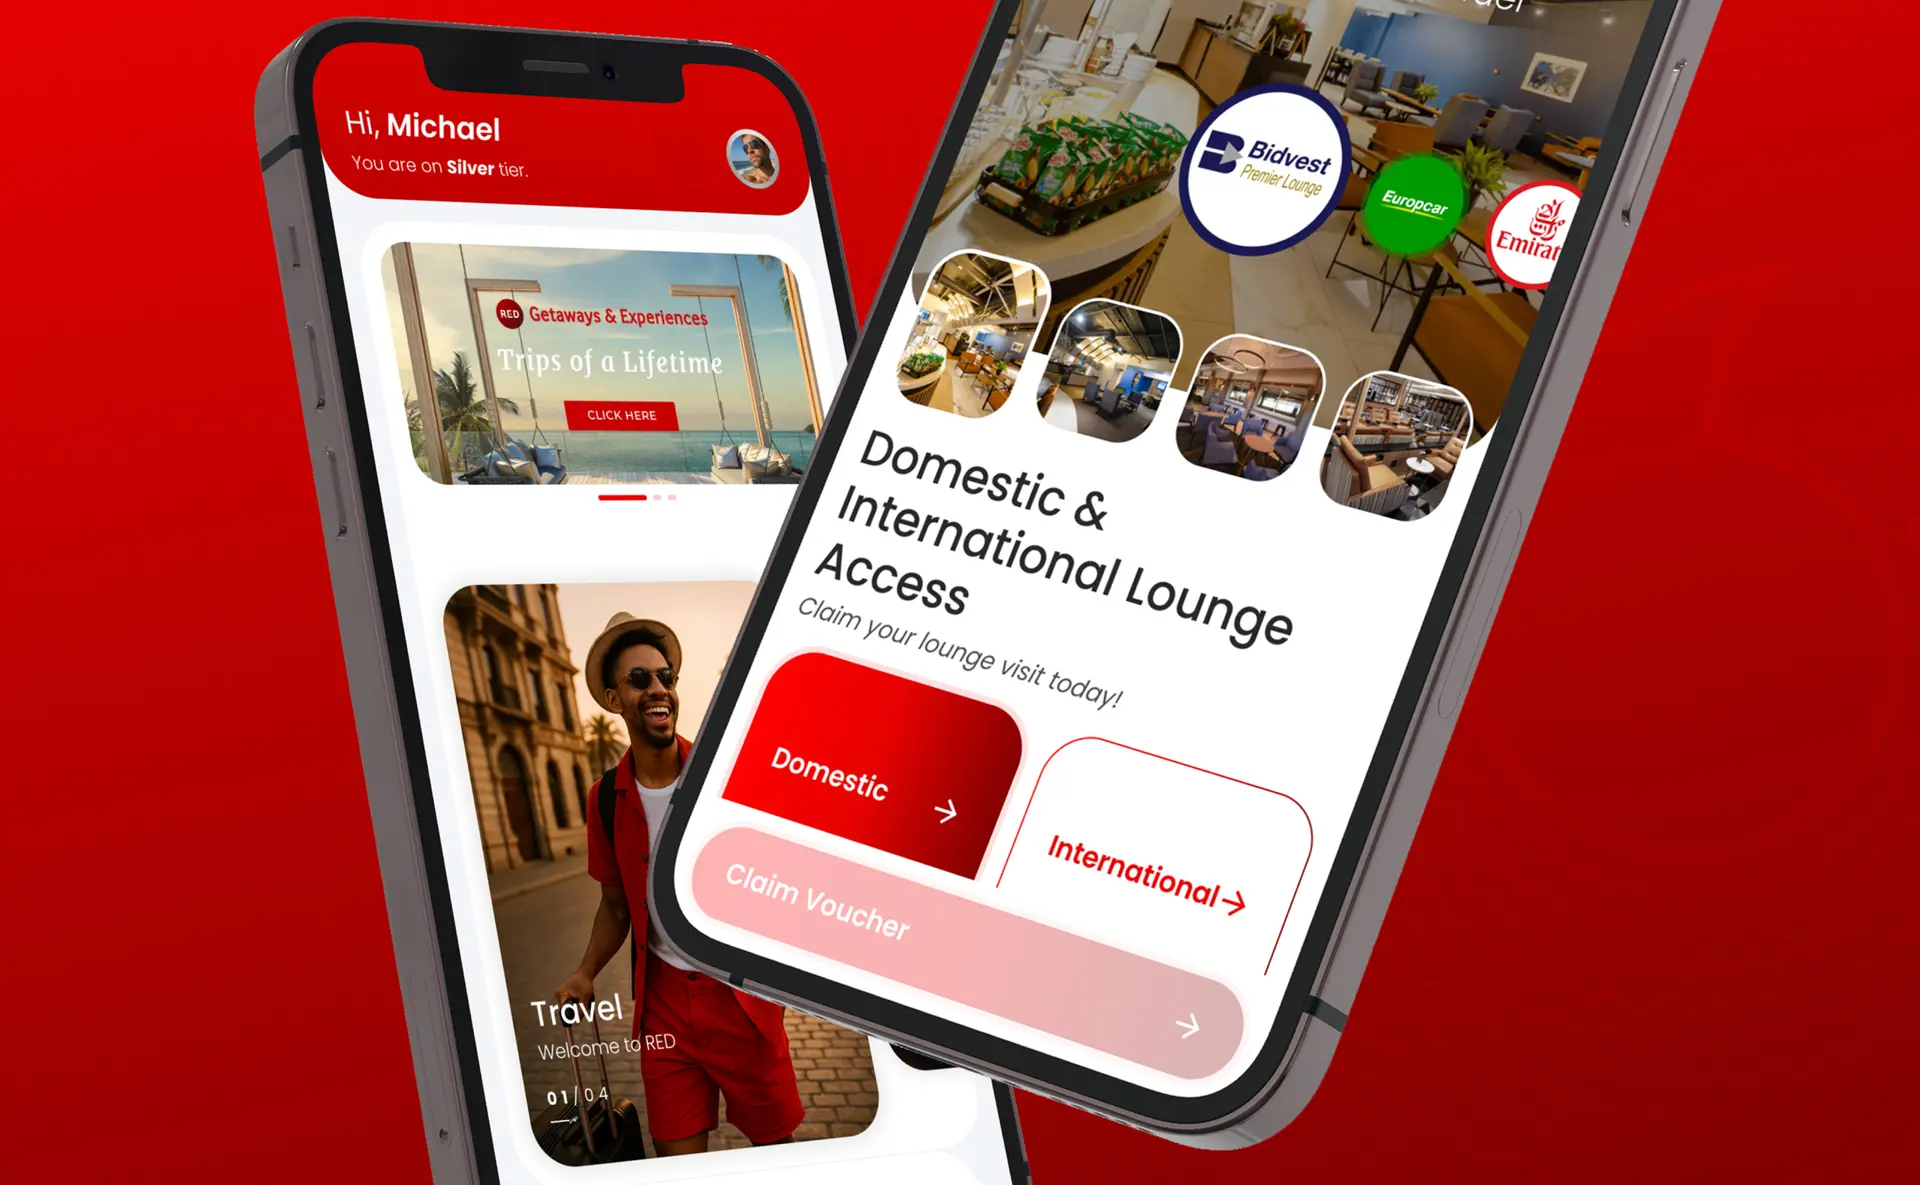 Hi, Michael
You are on Silver tier.
RED Getaways & Experiences
Trips of a Lifetime
CLICK HERE
Travel
Welcome to RED
01/04
Bidvest
Premier Lounge
Europcar
Emirat
Domestic &
International Lounge
Access
Claim your lounge visit today!
Domestic
International
Claim Voucher